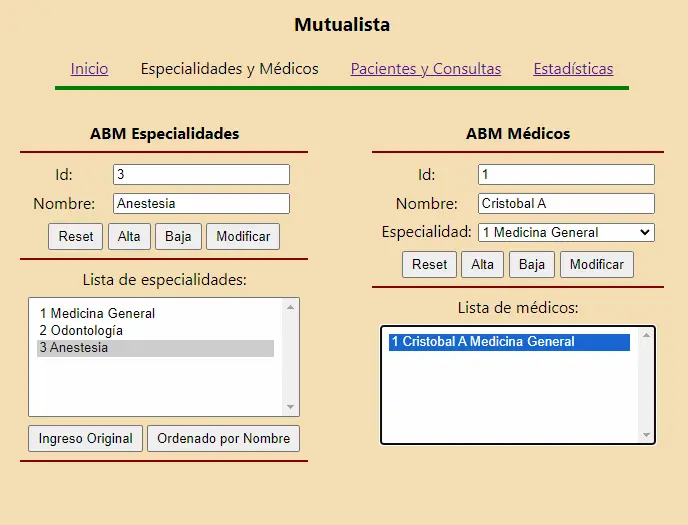 Mutualista
Inicio Especialidades y Médicos Pacientes y Consultas Estadísticas
ABM Especialidades
Id: 3
Nombre: Anestesia
Reset Alta Baja Modificar
Lista de especialidades:
1 Medicina General
2 Odontología
3 Anestesia
Ingreso Original Ordenado por Nombre
ABM Médicos
Id: 1
Nombre: Cristobal A
Especialidad: 1 Medicina General
Reset Alta Baja Modificar
Lista de médicos:
1 Cristobal A Medicina General